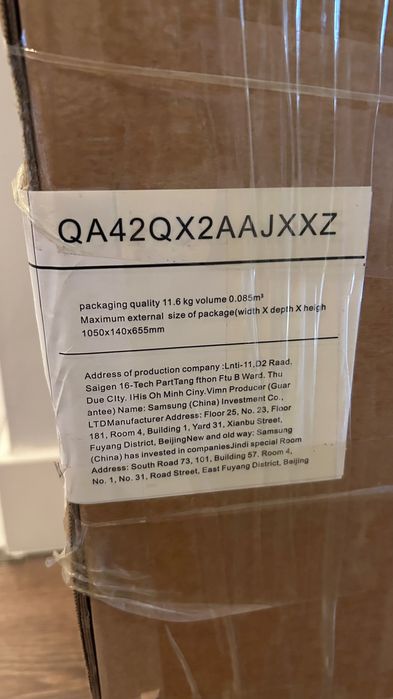 QA42QX2AAJXXZ
packaging quality 11.6 kg volume 0.085m³
Maximum external size of package(width X depth X heigh
1050x140x655mm
Address of production company :Lnti-11,D2 Raad,
Saigen 16-Tech PartTang fthon Ftu B Ward. Thu
Due CIty. IHis Oh Minh Ciny.Vimn Producer (Guar
antee) Name: Samsung (China) Investment Co.,
LTDManufacturer Address: Floor 25, No. 23, Floor
181, Room 4, Building 1, Yard 31, Xianbu Street,
Fuyang District, BeijingNew and old way: Samsung
(China) has invested in companiesJindi special Room
Address: South Road 73, 101, Building 57. Room 4,
No. 1, No. 31, Road Street, East Fuyang District, Beijing